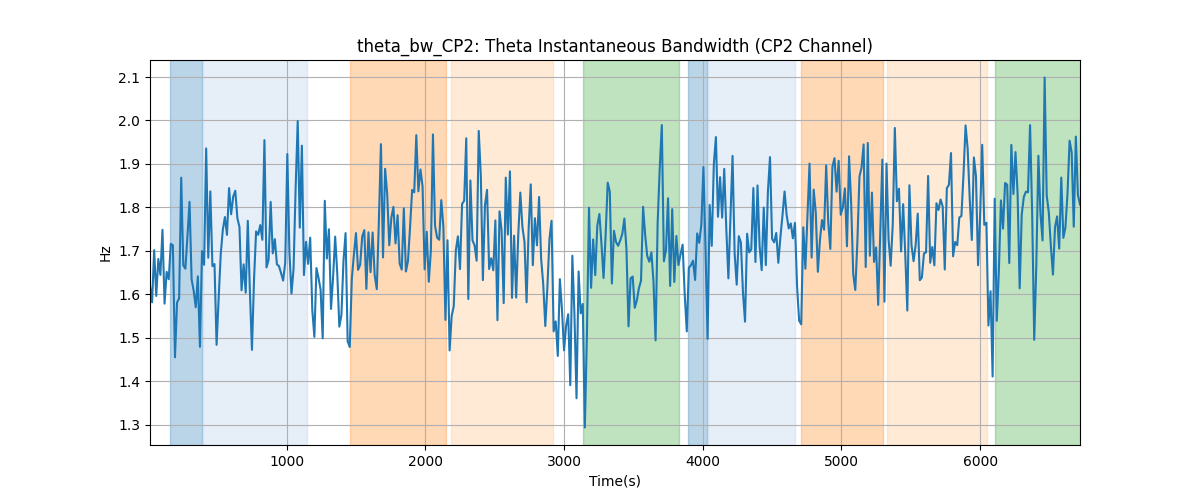 theta_bw_CP2: Theta Instantaneous Bandwidth (CP2 Channel)
Hz
2.1
2.0
1.9
1.8
1.7
1.6
1.5
1.4
1.3
1000 2000 3000 4000 5000 6000
Time(s)